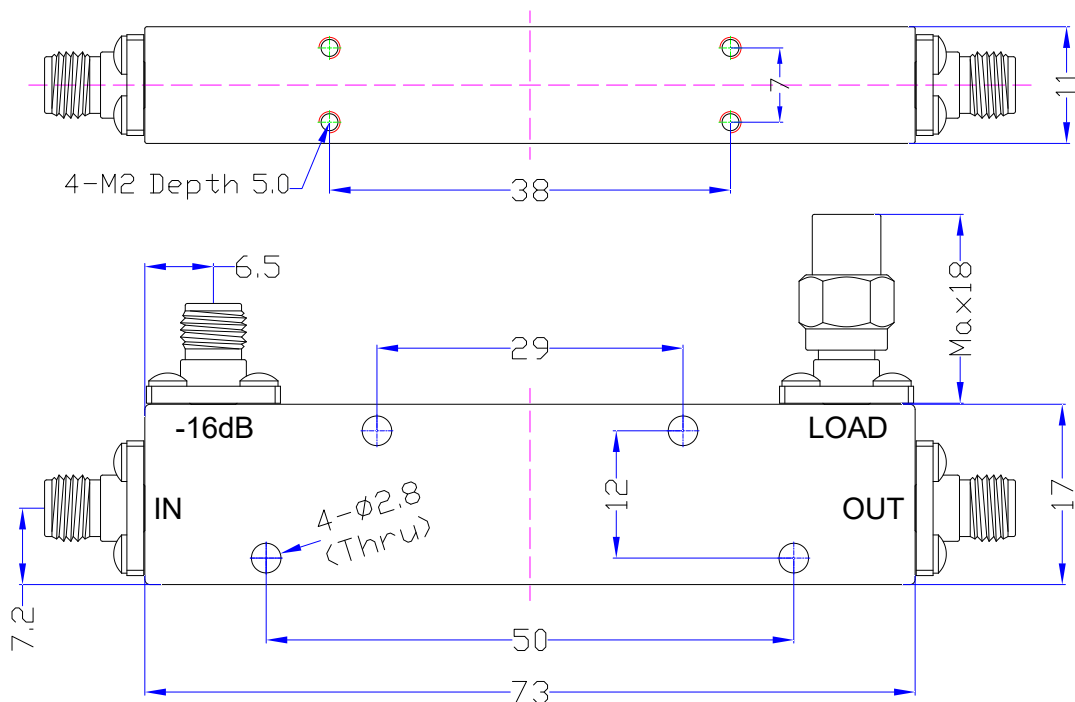 7
11
4-M2 Depth 5.0
38
6.5
Max18
29
-16dB
LOAD
IN
4-Ø2.8
(Thru)
12
OUT
17
7.2
50
73